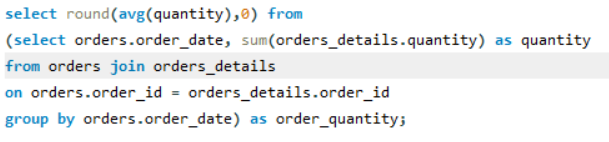 select round(avg(quantity),0) from
(select orders.order_date, sum(orders_details.quantity) as quantity
from orders join orders_details
on orders.order_id = orders_details.order_id
group by orders.order_date) as order_quantity;